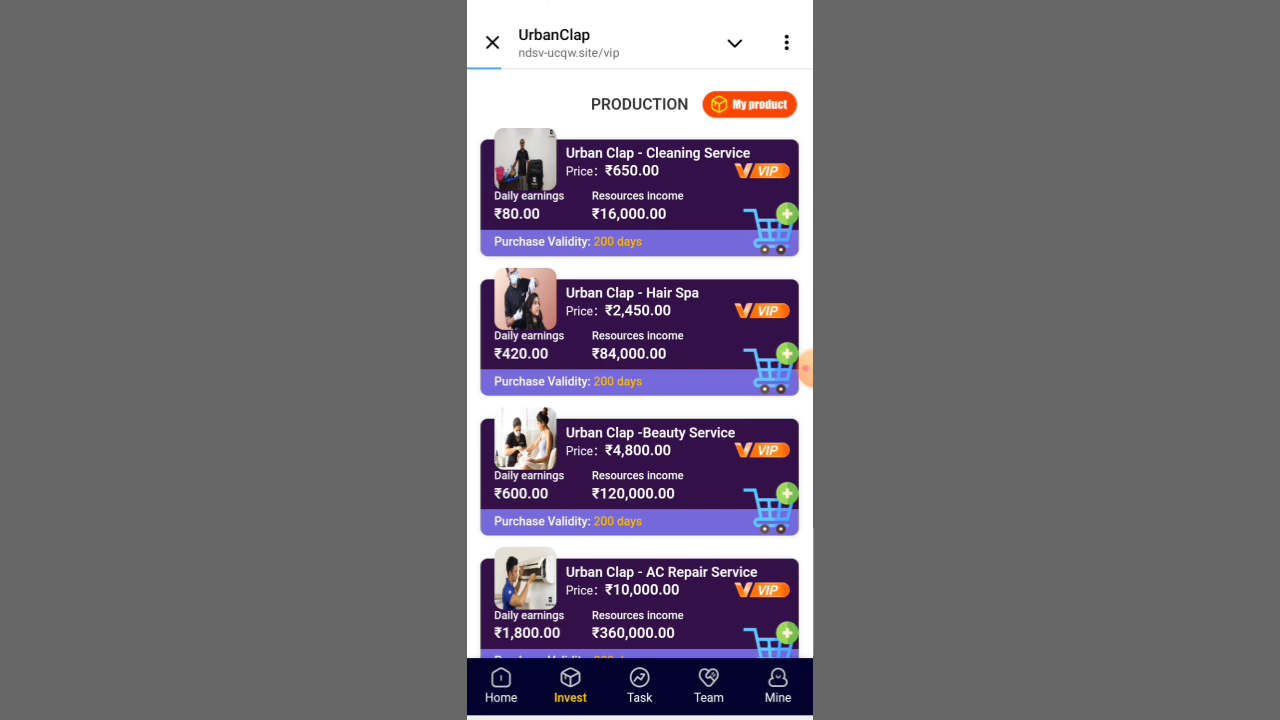 UrbanClap
ndsv-ucqw.site/vip
PRODUCTION
My product
Urban Clap - Cleaning Service
Price: ₹650.00
VIP
Daily earnings Resources income
₹80.00 ₹16,000.00
Purchase Validity: 200 days
Urban Clap - Hair Spa
Price: ₹2,450.00
VIP
Daily earnings Resources income
₹420.00 ₹84,000.00
Purchase Validity: 200 days
Urban Clap -Beauty Service
Price: ₹4,800.00
VIP
Daily earnings Resources income
₹600.00 ₹120,000.00
Purchase Validity: 200 days
Urban Clap - AC Repair Service
Price: ₹10,000.00
VIP
Daily earnings Resources income
₹1,800.00 ₹360,000.00
Home Invest Task Team Mine